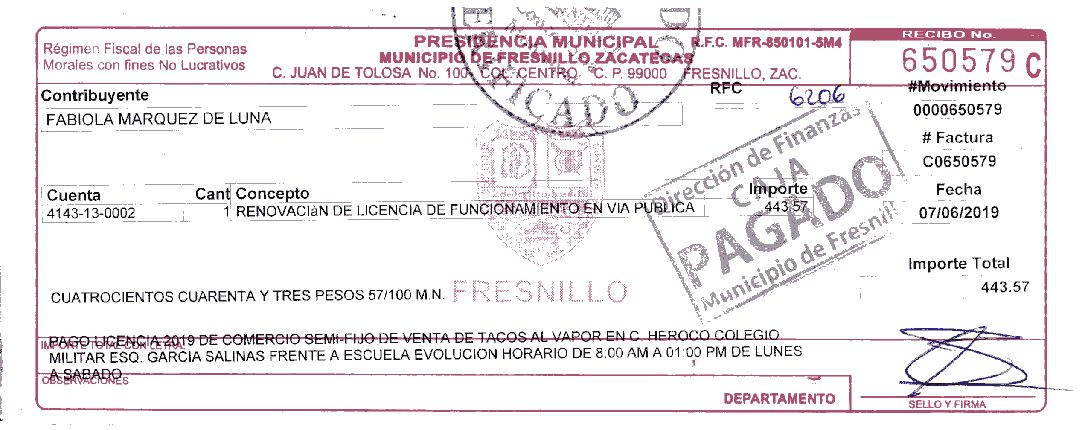 Régimen Fiscal de las Personas
Morales con fines No Lucrativos
PRESIDENCIA MUNICIPAL R.F.C. MFR-850101-5M4
MUNICIPIO DE FRESNILLO ZACATECAS
C. JUAN DE TOLOSA No. 100 COL. CENTRO C. P. 99000 FRESNILLO, ZAC.
RECIBO No.
650579 C
Contribuyente
RFC
6206
FABIOLA MARQUEZ DE LUNA
#Movimiento
0000650579
# Factura
C0650579
Fecha
07/06/2019
Cuenta Cant Concepto Importe
4143-13-0002 1 RENOVACIàN DE LICENCIA DE FUNCIONAMIENTO EN VIA PUBLICA 443.57
Dirección de Finanzas
CAJA
PAGADO
Municipio de Fresnill
Importe Total
443.57
FRESNILLO
CUATROCIENTOS CUARENTA Y TRES PESOS 57/100 M.N.
PAGO LICENCIA 2019 DE COMERCIO SEMI-FIJO DE VENTA DE TACOS AL VAPOR EN C. HEROCO COLEGIO
IMPORTE TOTAL CON LETRA
MILITAR ESQ. GARCIA SALINAS FRENTE A ESCUELA EVOLUCION HORARIO DE 8:00 AM A 01:00 PM DE LUNES
A SABADO
OBSERVACIONES
DEPARTAMENTO
SELLO Y FIRMA